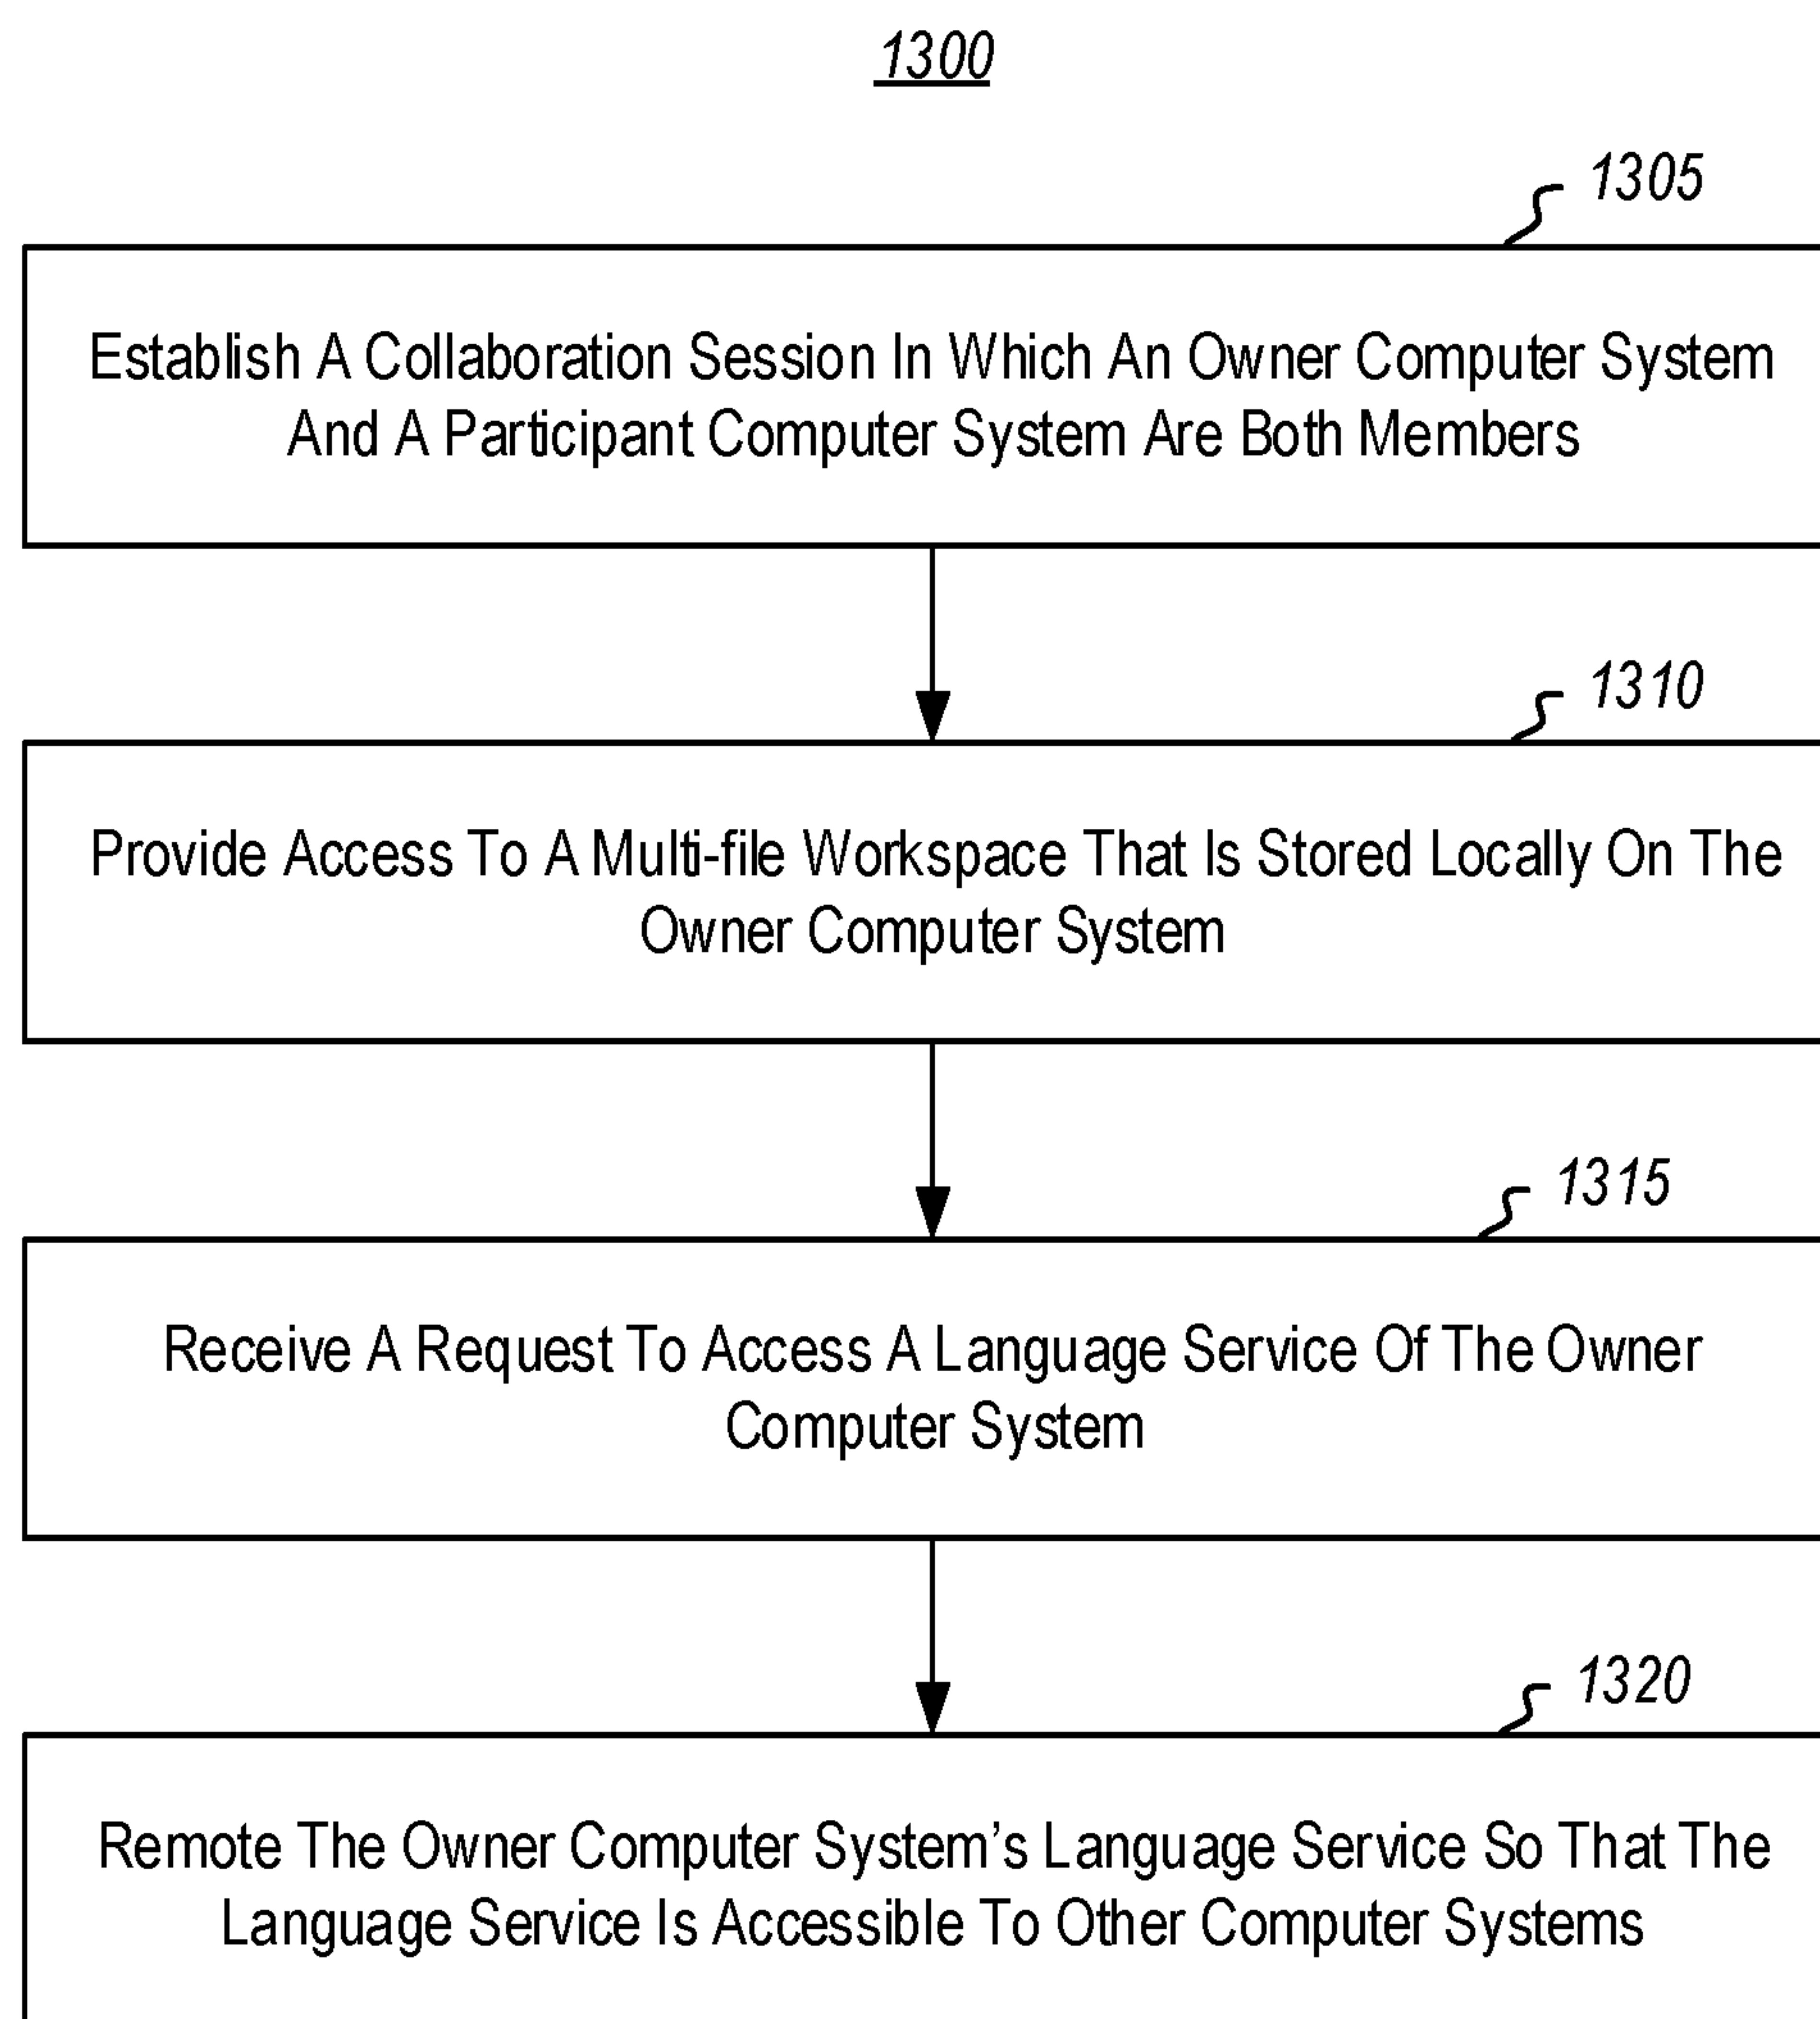 1300
1305
Establish A Collaboration Session In Which An Owner Computer System
And A Participant Computer System Are Both Members
1310
Provide Access To A Multi-file Workspace That Is Stored Locally On The
Owner Computer System
1315
Receive A Request To Access A Language Service Of The Owner
Computer System
1320
Remote The Owner Computer System’s Language Service So That The
Language Service Is Accessible To Other Computer Systems